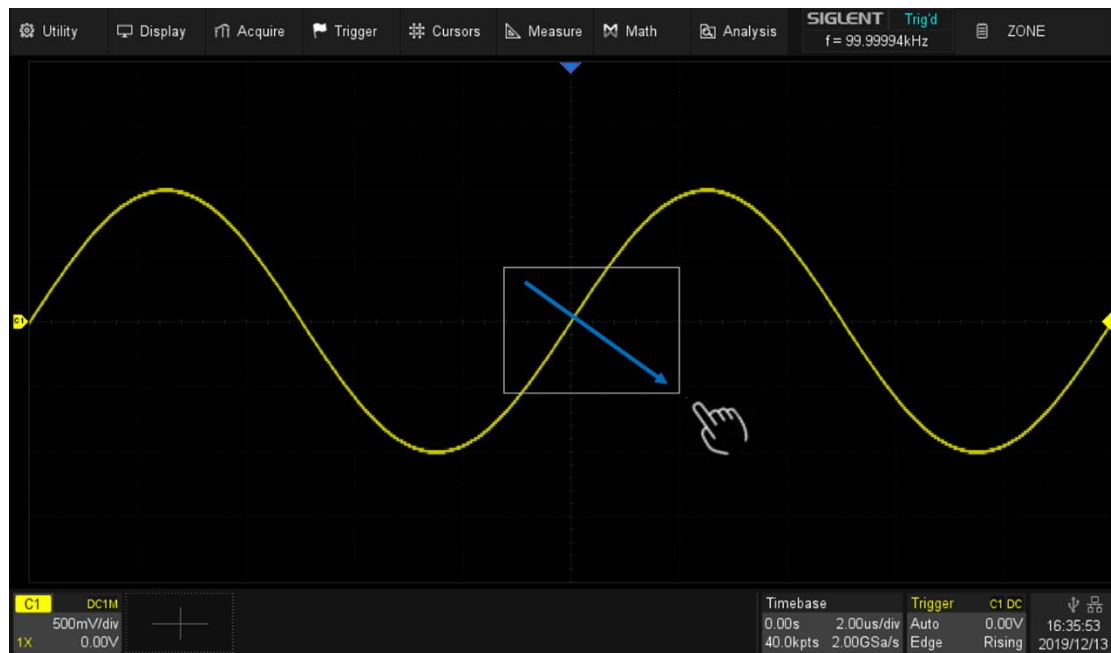 Utility Display Acquire Trigger Cursors Measure Math Analysis SIGLENT Trig'd ZONE
f = 99.99994kHz
C1
C1 DC1M
500mV/div
1X 0.00V
Timebase
0.00s 2.00us/div
40.0kpts 2.00GSa/s
Trigger C1 DC
Auto 0.00V
Edge Rising
16:35:53
2019/12/13